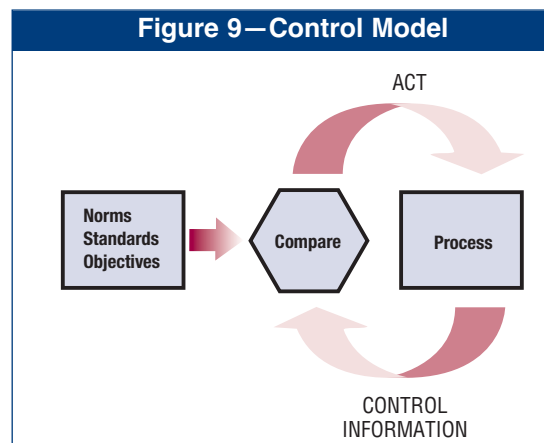 Figure 9—Control Model
ACT
Norms
Standards
Objectives
Compare
Process
CONTROL
INFORMATION